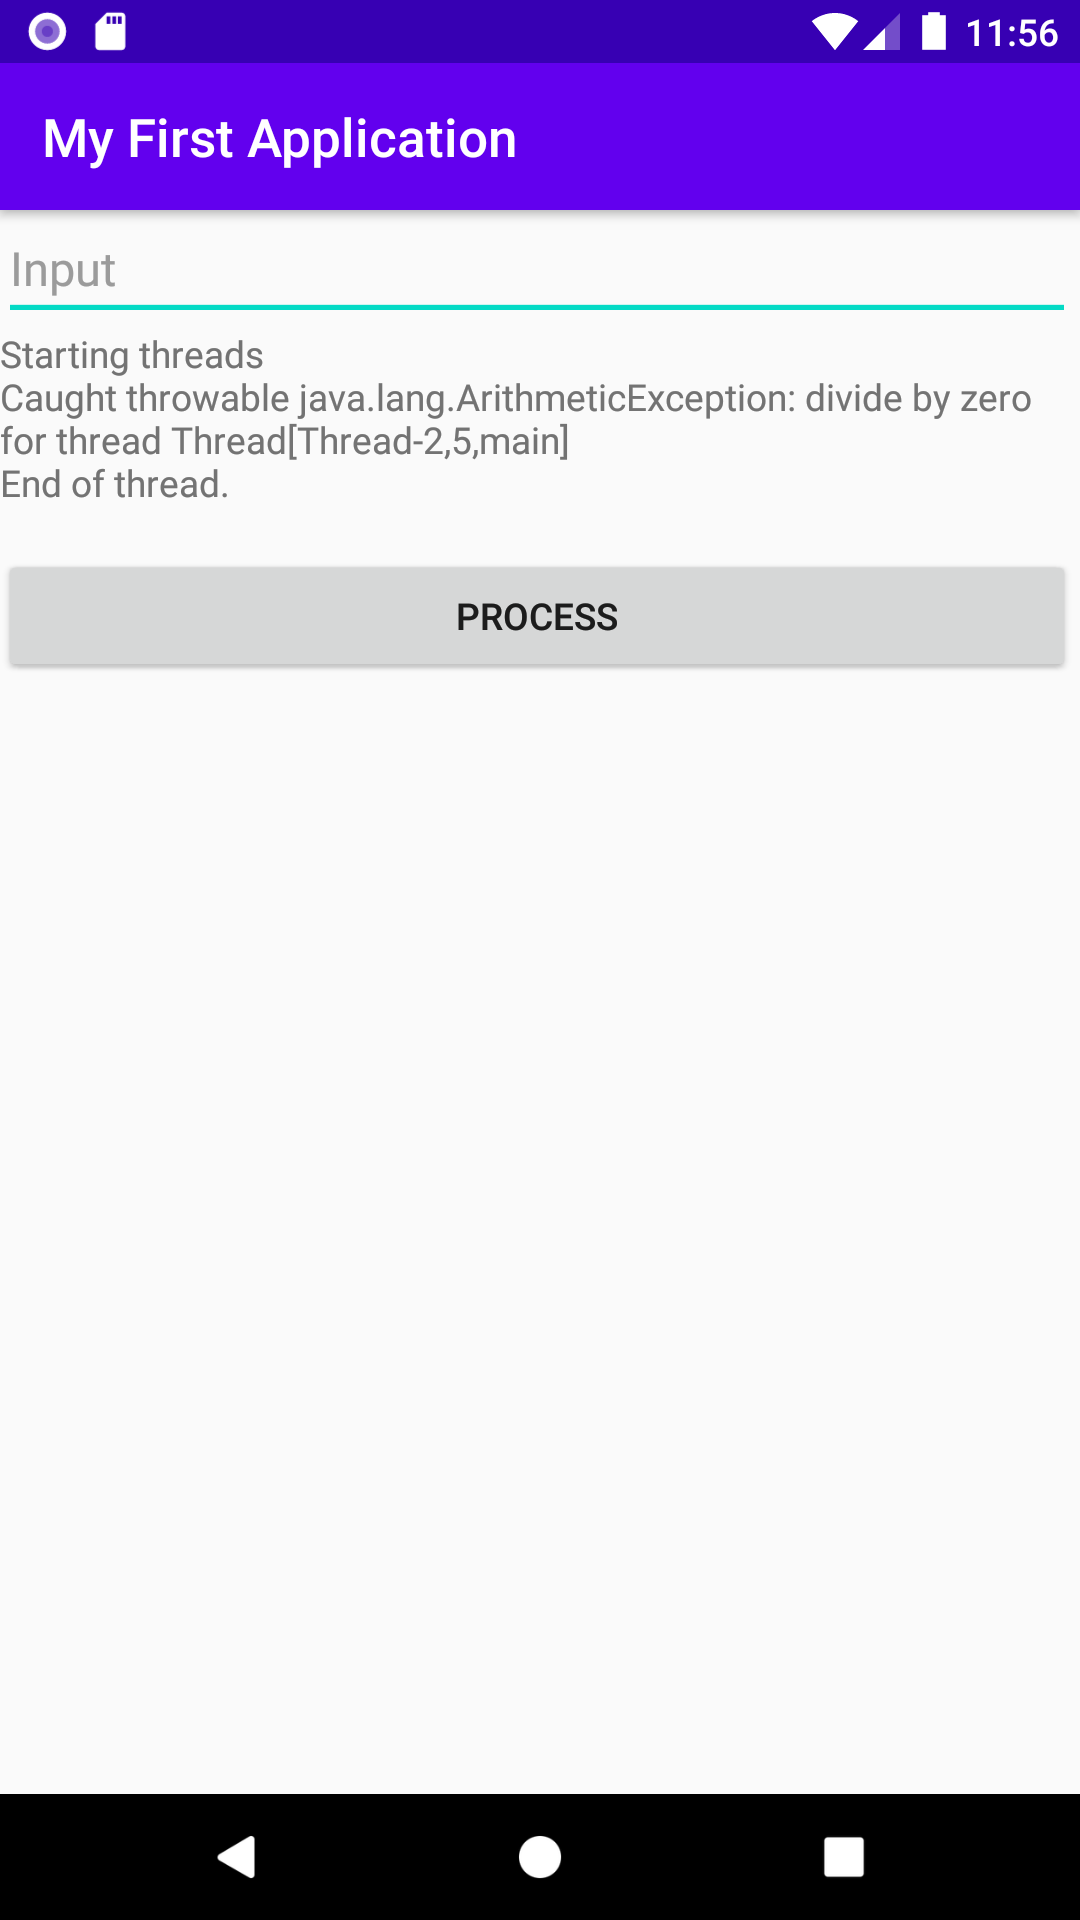 11:56
My First Application
Input
Starting threads
Caught throwable java.lang.ArithmeticException: divide by zero
for thread Thread[Thread-2,5,main]
End of thread.
PROCESS